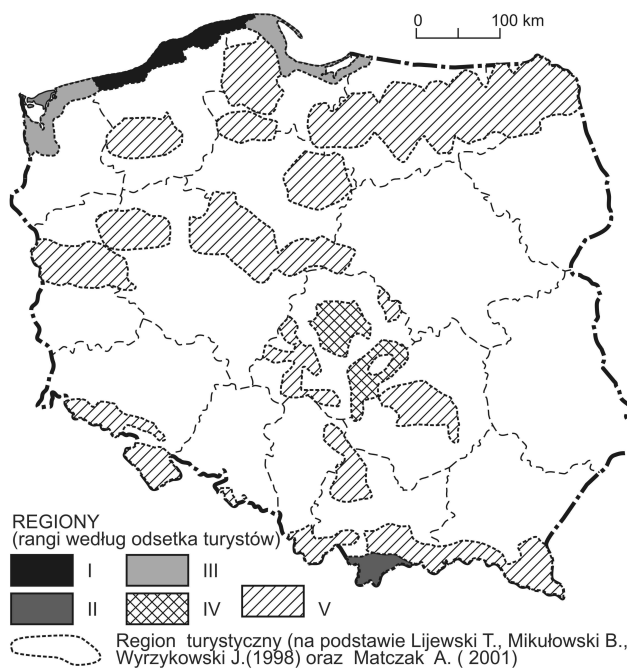 0 100 km
REGIONY
(rangi według odsetka turystów)
I III
II IV V
Region turystyczny (na podstawie Lijewski T., Mikułowski B.,
Wyrzykowski J.(1998) oraz Matczak A. ( 2001)